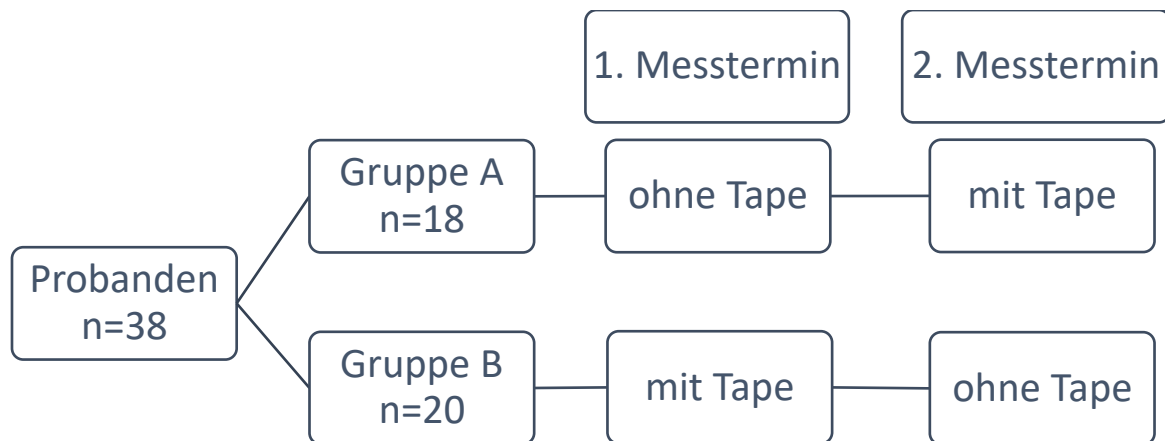 1. Messtermin
2. Messtermin
Gruppe A
n=18
ohne Tape
mit Tape
Probanden
n=38
Gruppe B
n=20
mit Tape
ohne Tape